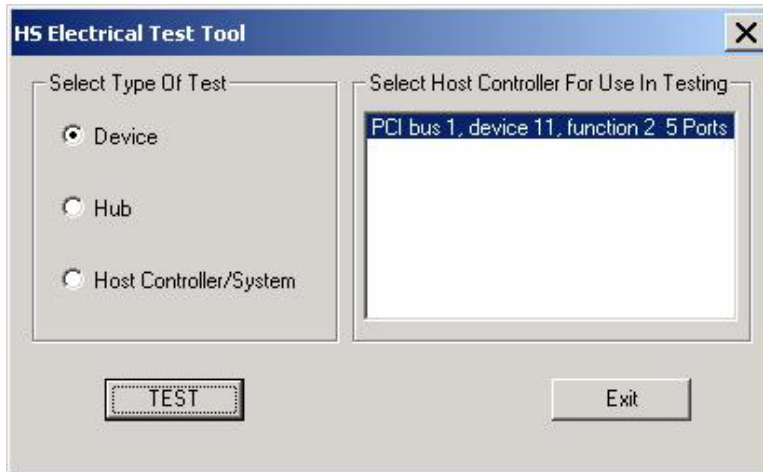 HS Electrical Test Tool
Select Type Of Test
Device
Hub
Host Controller/System
Select Host Controller For Use In Testing
PCI bus 1, device 11, function 2 5 Ports
TEST
Exit